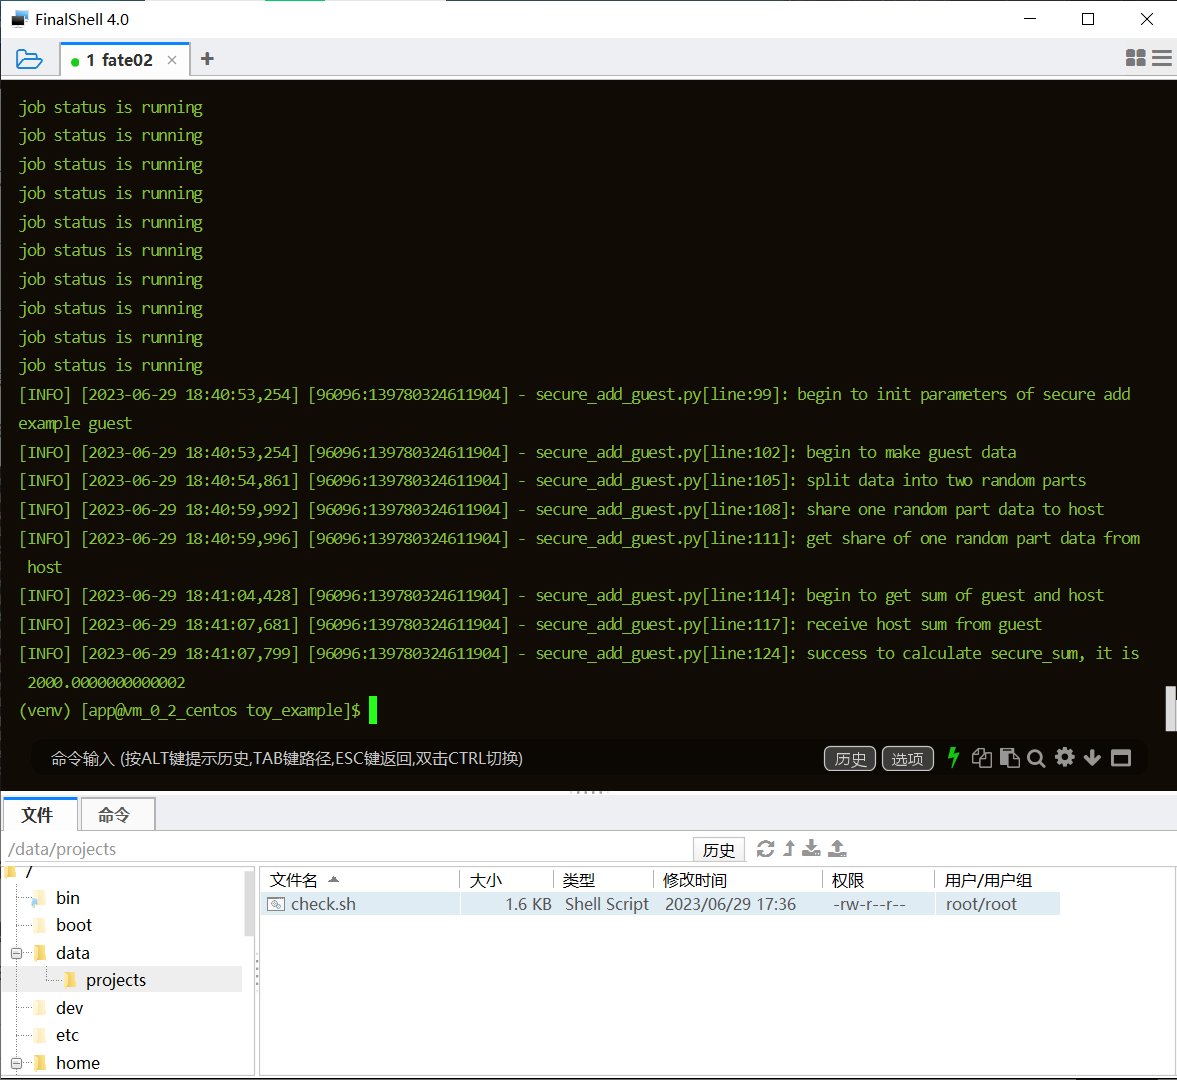 FinalShell 4.0
1 fate02
job status is running
job status is running
job status is running
job status is running
job status is running
job status is running
job status is running
job status is running
job status is running
job status is running
[INFO] [2023-06-29 18:40:53,254] [96096:139780324611904] - secure_add_guest.py[line:99]: begin to init parameters of secure add
example guest
[INFO] [2023-06-29 18:40:53,254] [96096:139780324611904] - secure_add_guest.py[line:102]: begin to make guest data
[INFO] [2023-06-29 18:40:54,861] [96096:139780324611904] - secure_add_guest.py[line:105]: split data into two random parts
[INFO] [2023-06-29 18:40:59,992] [96096:139780324611904] - secure_add_guest.py[line:108]: share one random part data to host
[INFO] [2023-06-29 18:40:59,996] [96096:139780324611904] - secure_add_guest.py[line:111]: get share of one random part data from
host
[INFO] [2023-06-29 18:41:04,428] [96096:139780324611904] - secure_add_guest.py[line:114]: begin to get sum of guest and host
[INFO] [2023-06-29 18:41:07,681] [96096:139780324611904] - secure_add_guest.py[line:117]: receive host sum from guest
[INFO] [2023-06-29 18:41:07,799] [96096:139780324611904] - secure_add_guest.py[line:124]: success to calculate secure_sum, it is
2000.0000000000002
(venv) [app@vm_0_2_centos toy_example]$
命令输入 (按ALT键提示历史,TAB键路径,ESC键返回,双击CTRL切换) 历史 选项
文件 命令
/data/projects 历史
/
bin
boot
data
projects
dev
etc
home
文件名 大小 类型 修改时间 权限 用户/用户组
check.sh 1.6 KB Shell Script 2023/06/29 17:36 -rw-r--r-- root/root